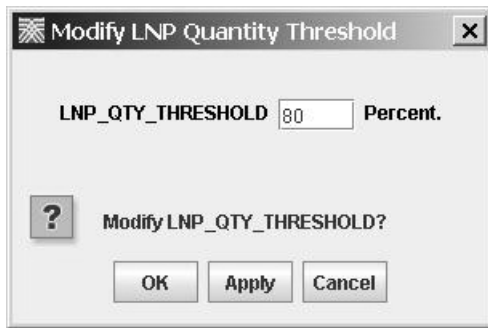 Modify LNP Quantity Threshold
LNP_QTY_THRESHOLD 80 Percent.
? Modify LNP_QTY_THRESHOLD?
OK Apply Cancel